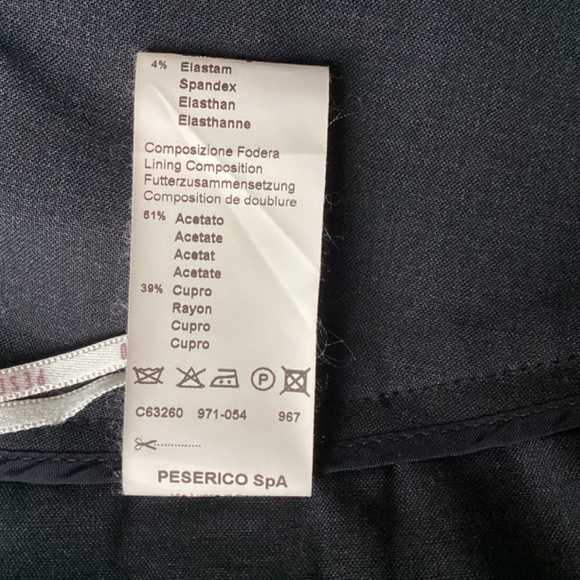 4% Elastam
Spandex
Elasthan
Elasthanne
Composizione Fodera
Lining Composition
Futterzusammensetzung
Composition de doublure
61% Acetato
Acetate
Acetat
Acetate
39% Cupro
Rayon
Cupro
Cupro
P
C63260 971-054 967
PESERICO SpA